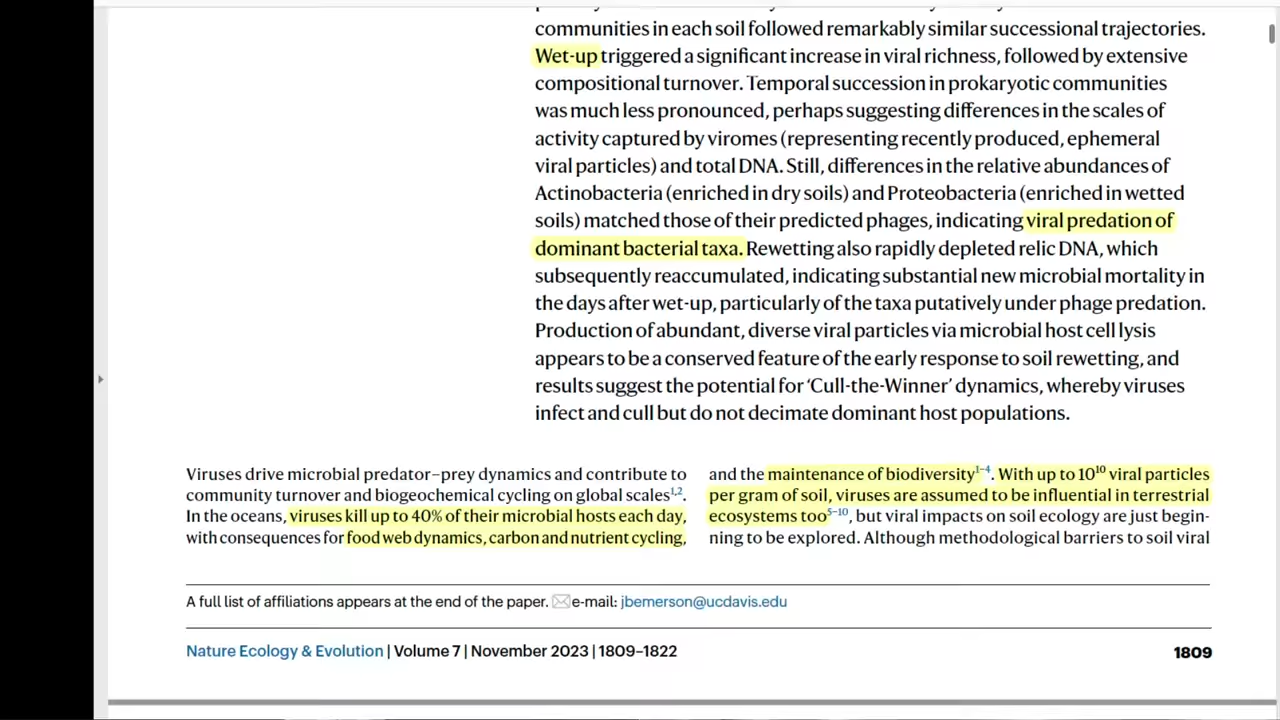 communities in each soil followed remarkably similar successional trajectories.
Wet-up triggered a significant increase in viral richness, followed by extensive
compositional turnover. Temporal succession in prokaryotic communities
was much less pronounced, perhaps suggesting differences in the scales of
activity captured by viromes (representing recently produced, ephemeral
viral particles) and total DNA. Still, differences in the relative abundances of
Actinobacteria (enriched in dry soils) and Proteobacteria (enriched in wetted
soils) matched those of their predicted phages, indicating viral predation of
dominant bacterial taxa. Rewetting also rapidly depleted relic DNA, which
subsequently reaccumulated, indicating substantial new microbial mortality in
the days after wet-up, particularly of the taxa putatively under phage predation.
Production of abundant, diverse viral particles via microbial host cell lysis
appears to be a conserved feature of the early response to soil rewetting, and
results suggest the potential for ‘Cull-the-Winner’ dynamics, whereby viruses
infect and cull but do not decimate dominant host populations.
Viruses drive microbial predator–prey dynamics and contribute to
community turnover and biogeochemical cycling on global scales1,2.
In the oceans, viruses kill up to 40% of their microbial hosts each day,
with consequences for food web dynamics, carbon and nutrient cycling,
and the maintenance of biodiversity1–4. With up to 10^10 viral particles
per gram of soil, viruses are assumed to be influential in terrestrial
ecosystems too5–10, but viral impacts on soil ecology are just begin-
ning to be explored. Although methodological barriers to soil viral
A full list of affiliations appears at the end of the paper. e-mail: jbemerson@ucdavis.edu
Nature Ecology & Evolution | Volume 7 | November 2023 | 1809–1822
1809